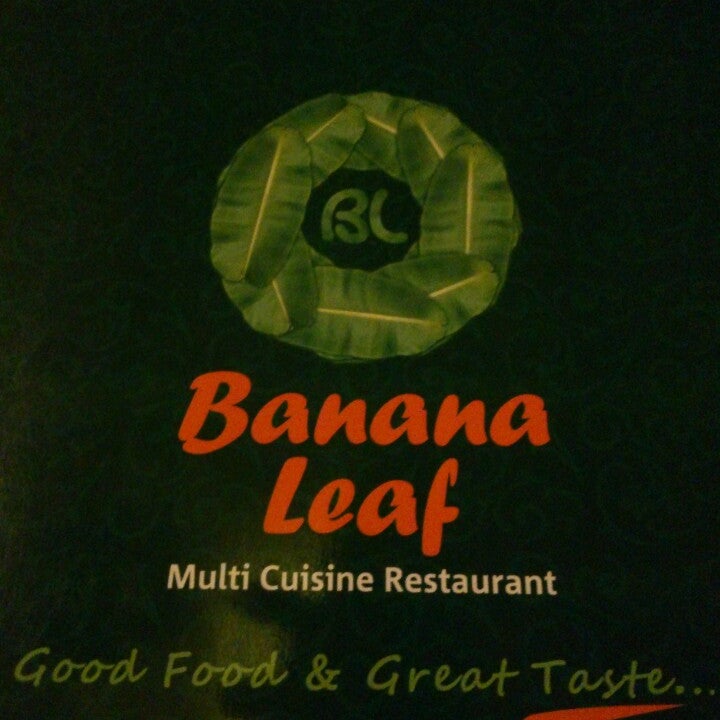 BL
Banana
Leaf
Multi Cuisine Restaurant
Good Food & Great Taste...